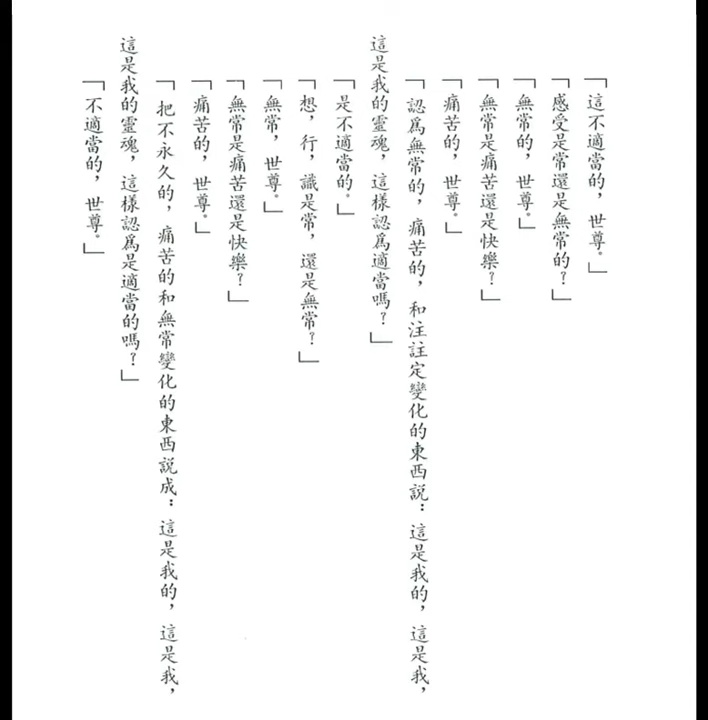 「這不適當的，世尊。」
「感受是常還是無常的？」
「無常的，世尊。」
「無常是痛苦還是快樂？」
「痛苦的，世尊。」
「認爲無常的，痛苦的，和注註定變化的東西説：這是我的，這是我，
這是我的靈魂，這樣認爲適當嗎？」
「是不適當的。」
「想，行，識是常，還是無常？」
「無常，世尊。」
「無常是痛苦還是快樂？」
「痛苦的，世尊。」
「把不永久的，痛苦的和無常變化的東西説成：這是我的，這是我，
這是我的靈魂，這樣認爲是適當的嗎？」
「不適當的，世尊。」